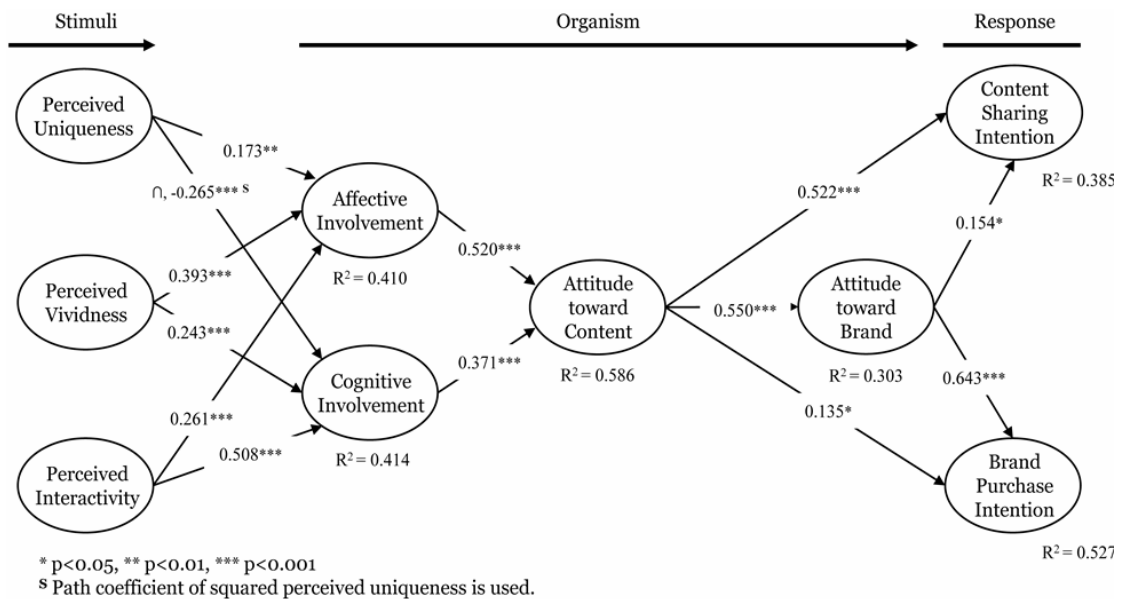 Stimuli
Organism
Response
Perceived
Uniqueness
Content
Sharing
Intention
0.173**
R² = 0.385
∩, -0.265*** S
Affective
Involvement
0.522***
0.154*
0.520***
0.393***
R² = 0.410
Perceived
Vividness
Attitude
toward
Content
0.550***
Attitude
toward
Brand
0.243***
0.371***
R² = 0.586
R² = 0.303
0.643***
Cognitive
Involvement
0.261***
0.135*
0.508***
R² = 0.414
Perceived
Interactivity
Brand
Purchase
Intention
R² = 0.527
* p<0.05, ** p<0.01, *** p<0.001
S Path coefficient of squared perceived uniqueness is used.